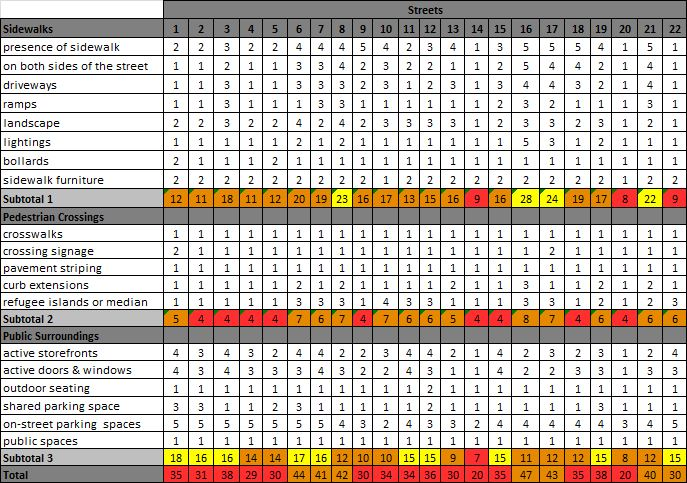 Streets
Sidewalks 1 2 3 4 5 6 7 8 9 10 11 12 13 14 15 16 17 18 19 20 21 22
presence of sidewalk 2 2 3 2 2 4 4 4 5 4 2 3 4 1 3 5 5 5 4 1 5 1
on both sides of the street 1 1 2 1 1 3 3 4 3 2 2 1 1 1 2 5 4 4 2 1 4 1
driveways 1 1 3 1 1 3 3 3 2 3 1 3 3 1 3 4 4 3 2 1 4 1
ramps 1 1 3 1 1 1 3 3 1 1 1 1 1 1 1 2 3 2 1 1 3 1
landscape 2 2 3 2 2 4 2 4 2 3 3 3 3 1 3 3 3 2 3 1 2 1
lightings 1 1 1 1 1 2 1 2 1 1 1 1 1 1 1 5 3 1 2 1 1 1
bollards 2 1 1 1 2 1 1 1 1 1 1 1 1 1 1 1 1 1 1 1 1 1
sidewalk furniture 2 2 2 2 2 2 2 2 2 2 2 2 2 2 2 2 2 2 2 2 2 2
Subtotal 1 12 11 18 11 12 20 19 23 16 17 13 15 16 9 16 28 24 19 17 8 22 9
Pedestrian Crossings
crosswalks 1 1 1 1 1 1 1 1 1 1 1 1 1 1 1 1 1 1 1 1 1 1
crossing signage 2 1 1 1 1 1 1 1 1 1 1 1 1 1 1 1 2 1 1 1 1 1
pavement striping 1 1 1 1 1 1 1 1 1 1 1 1 1 1 1 1 1 1 1 1 1 1
curb extensions 1 1 1 1 1 2 1 2 1 1 1 1 2 1 1 3 1 1 2 1 2 1
refugee islands or median 1 1 1 1 1 3 3 3 1 4 3 3 1 1 1 3 3 1 2 1 2 3
Subtotal 2 5 4 4 4 4 7 6 7 4 7 6 6 5 4 4 8 7 4 6 4 6 6
Public Surroundings
active storefronts 4 3 4 3 2 4 4 2 2 3 4 4 2 1 4 2 3 2 3 1 2 4
active doors & windows 4 3 4 3 3 4 4 3 2 2 4 3 2 1 4 3 3 3 3 1 3 3
outdoor seating 1 1 1 1 1 1 1 1 1 1 1 2 1 1 1 1 1 1 1 1 1 1
shared parking space 3 3 1 1 2 3 1 1 1 1 1 2 1 1 1 1 1 1 3 1 1 1
on-street parking spaces 5 5 5 5 5 5 5 4 3 2 4 3 3 2 4 4 4 4 4 3 4 5
public spaces 1 1 1 1 1 1 1 1 1 1 1 1 1 1 1 1 1 1 1 1 1 1
Subtotal 3 18 16 16 14 14 17 16 12 10 10 15 15 9 7 15 11 12 12 15 8 12 15
Total 35 31 38 29 30 44 41 42 30 34 34 36 30 20 35 47 43 35 38 20 40 30